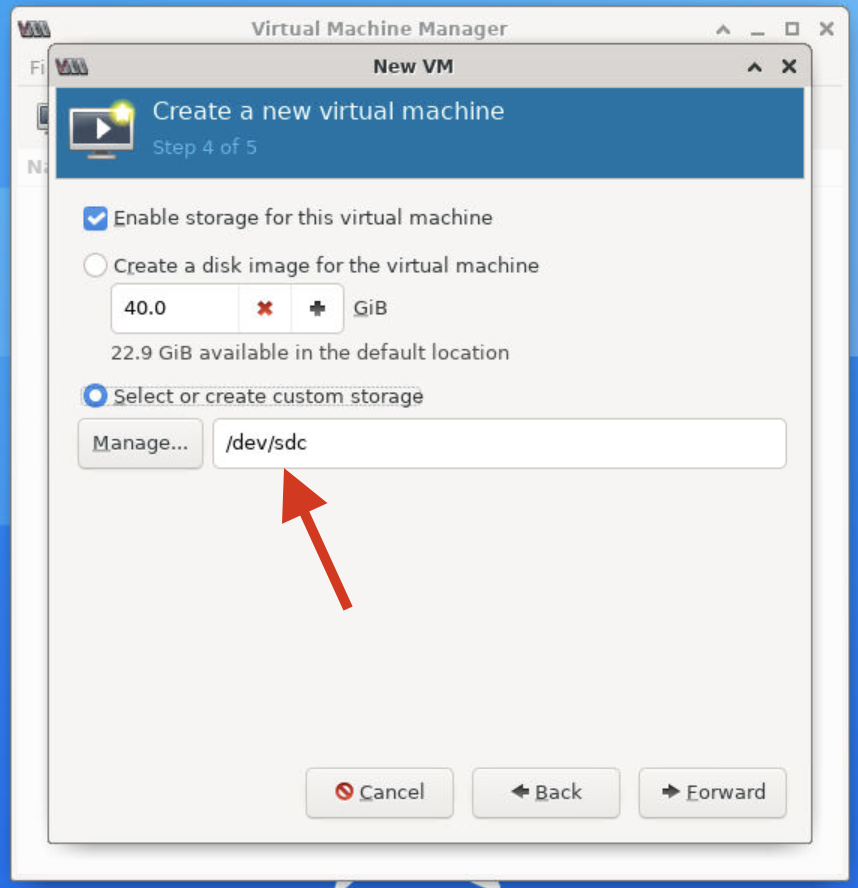 Virtual Machine Manager
Fi
New VM
Create a new virtual machine
Step 4 of 5
Na
Enable storage for this virtual machine
Create a disk image for the virtual machine
40.0 GiB
22.9 GiB available in the default location
Select or create custom storage
Manage... /dev/sdc
Cancel Back Forward